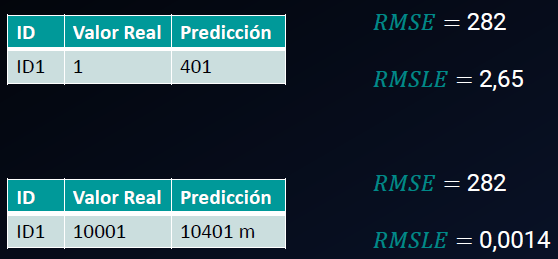 ID Valor Real Predicción
ID1 1 401
RMSE = 282
RMSLE = 2,65
ID Valor Real Predicción
ID1 10001 10401 m
RMSE = 282
RMSLE = 0,0014